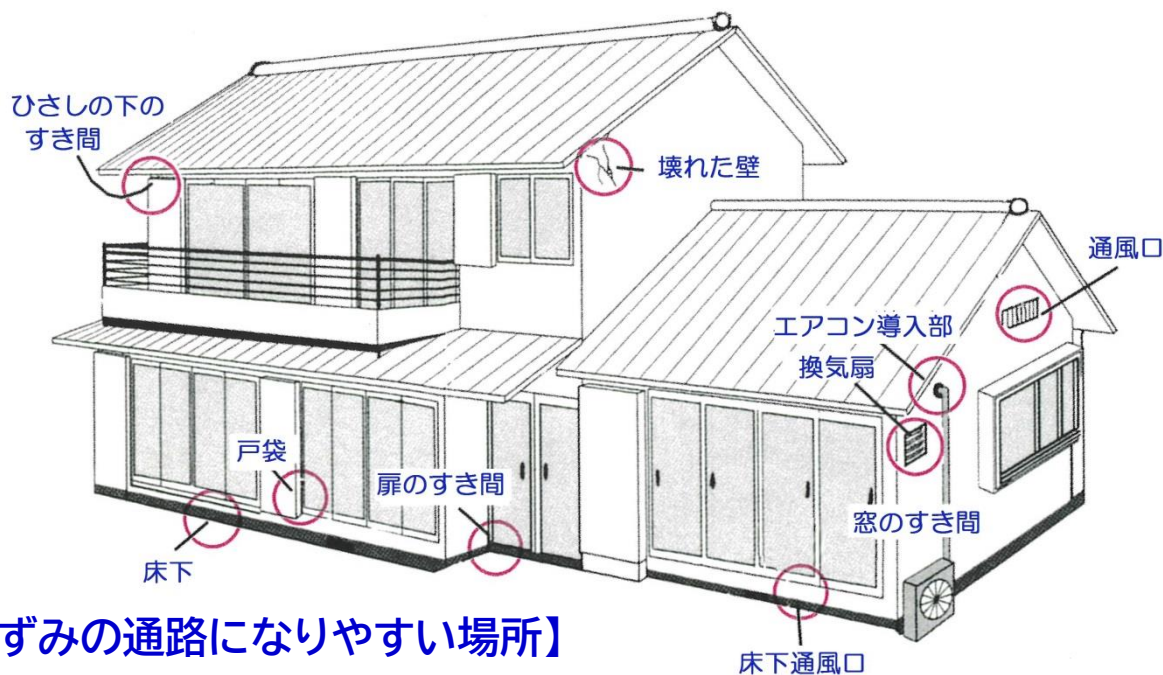 ひさしの下の
すき間
壊れた壁
通風口
エアコン導入部
換気扇
戸袋
扉のすき間
窓のすき間
床下
床下通風口
ずみの通路になりやすい場所】